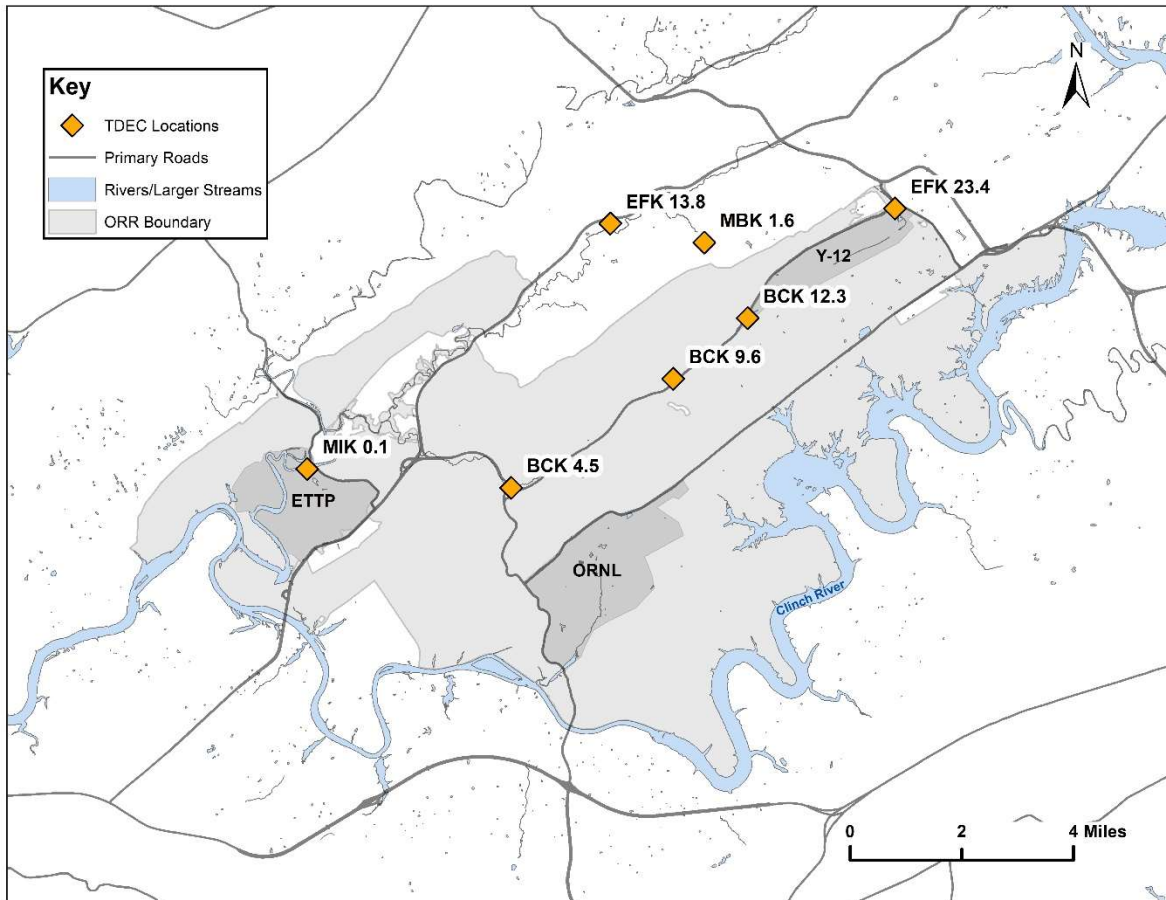 N
Key
TDEC Locations
Primary Roads
Rivers/Larger Streams
ORR Boundary
EFK 13.8
MBK 1.6
EFK 23.4
Y-12
BCK 12.3
BCK 9.6
MIK 0.1
BCK 4.5
ETTP
ORNL
Clinch River
0 2 4 Miles